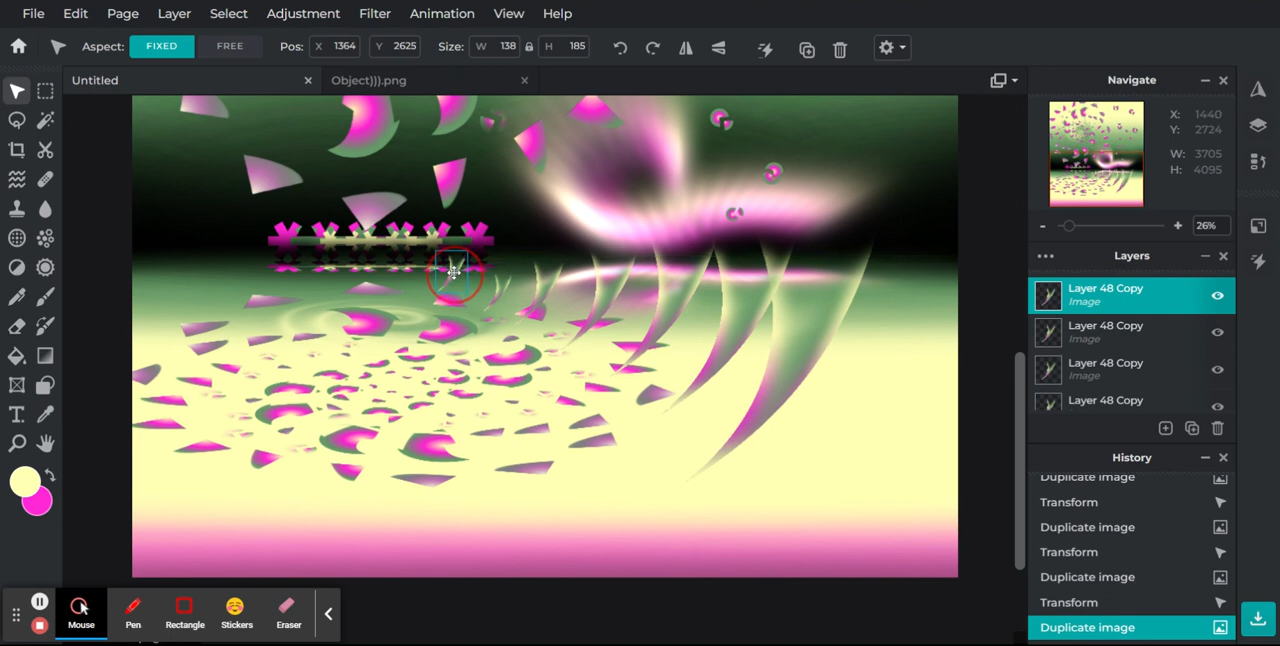 File Edit Page Layer Select Adjustment Filter Animation View Help
Aspect: FIXED FREE Pos: X 1364 Y 2625 Size: W 138 H 185
Untitled Object))).png
Navigate
X: 1440
Y: 2724
W: 3705
H: 4095
26%
Layers
Layer 48 Copy
Image
Layer 48 Copy
Image
Layer 48 Copy
Image
Layer 48 Copy
History
Duplicate image
Transform
Duplicate image
Transform
Duplicate image
Transform
Duplicate image
Mouse Pen Rectangle Stickers Eraser